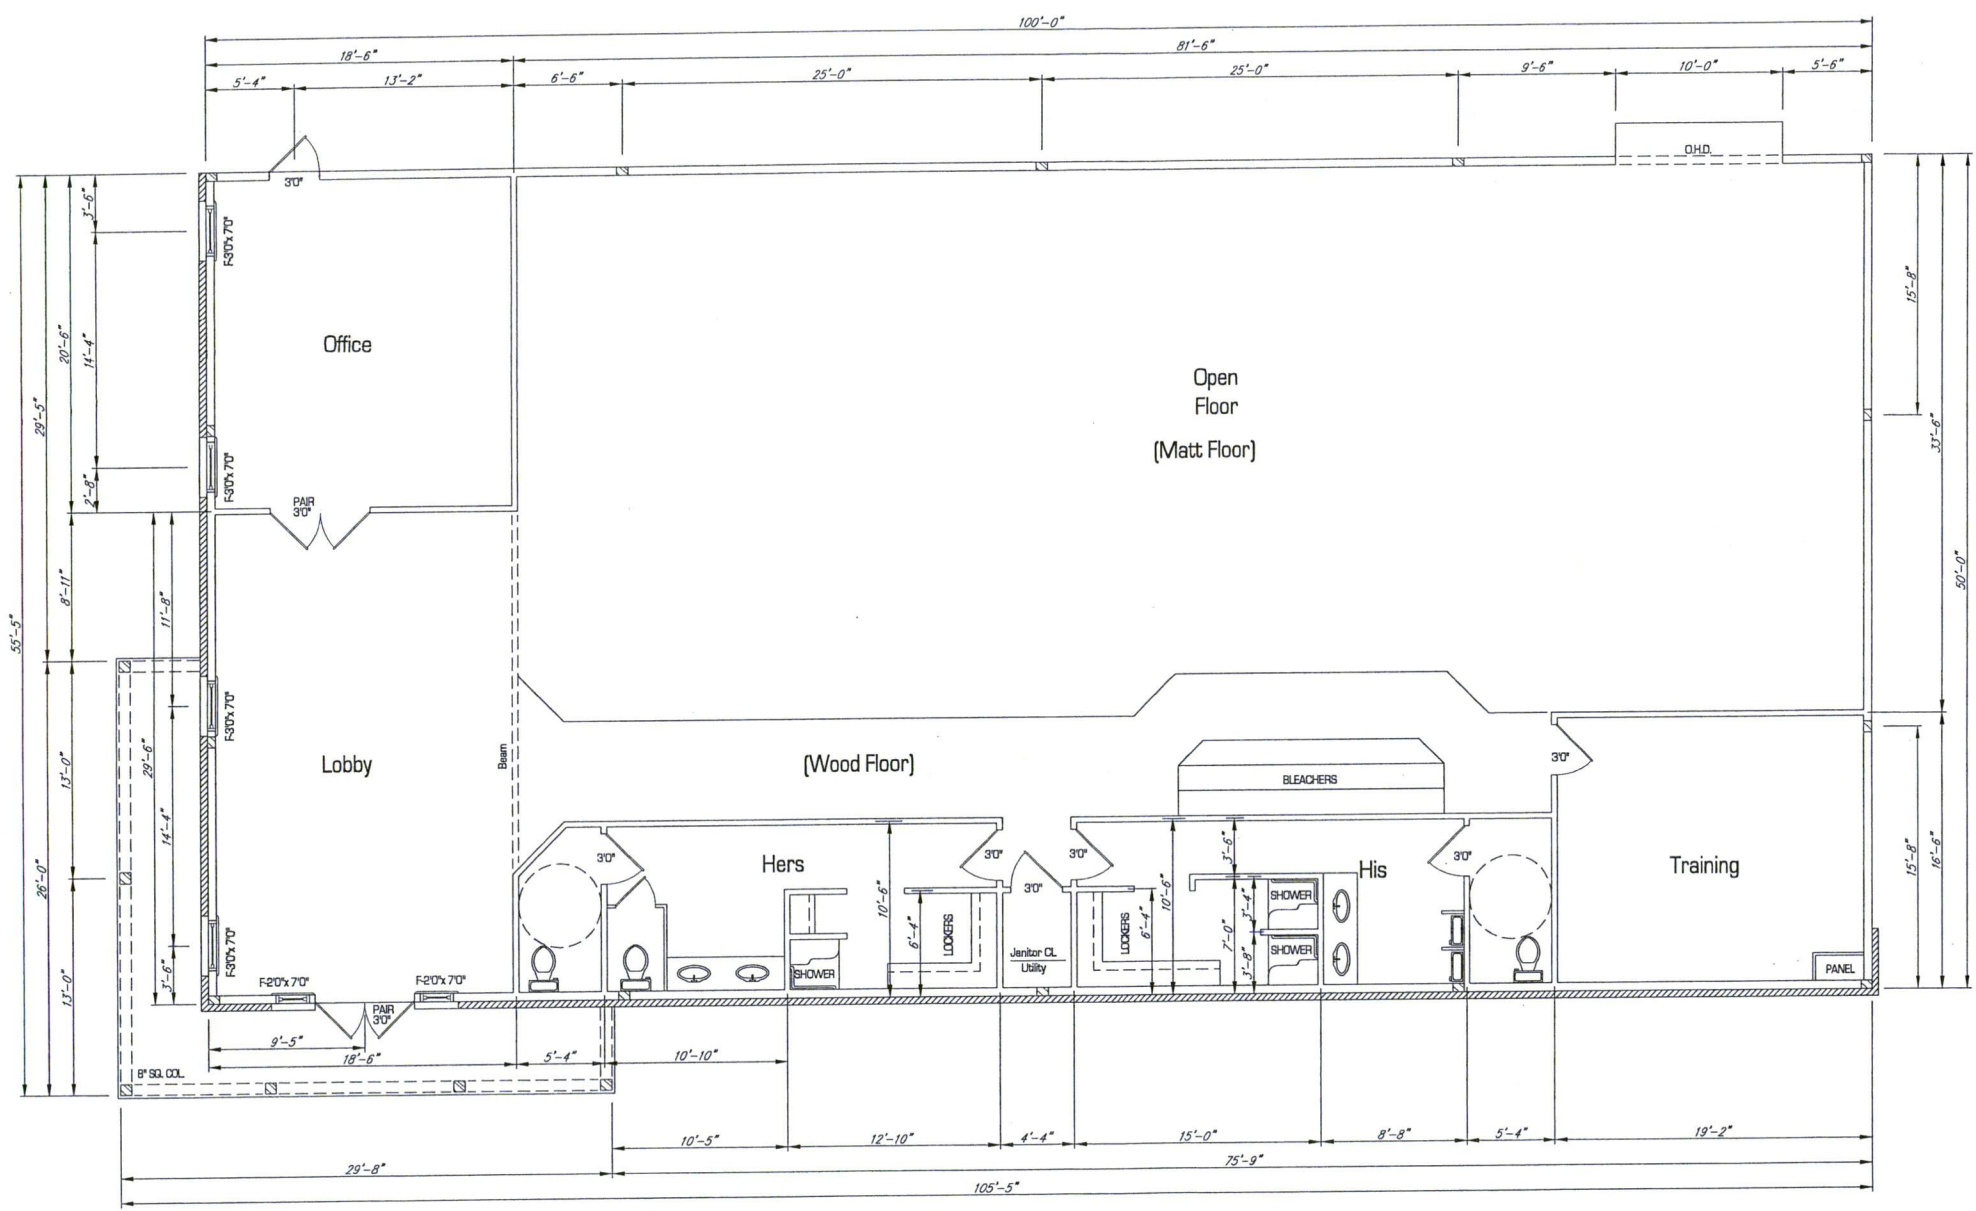 100'-0"
18'-6"
81'-6"
5'-4"
13'-2"
6'-6"
25'-0"
25'-0"
9'-6"
10'-0"
5'-6"
O.H.D.
3'0"
3'-6"
F-3'0"x 7'0"
15'-8"
20'-6"
14'-4"
Office
29'-5"
Open
Floor
(Matt Floor)
33'-6"
2'-8"
F-3'0"x 7'0"
PAIR
3'0"
50'-0"
8'-11"
11'-8"
55'-5"
F-3'0"x 7'0"
29'-6"
13'-0"
Lobby
Beam
(Wood Floor)
3'0"
BLEACHERS
14'-4"
26'-0"
3'0"
Hers
3'0"
3'0"
3'0"
3'-6"
His
3'0"
Training
15'-8"
16'-6"
10'-6"
6'-4"
LOCKERS
LOCKERS
6'-4"
10'-6"
7'-0"
3'-4"
SHOWER
SHOWER
3'-8"
Janitor CL
Utility
SHOWER
PANEL
F-3'0"x 7'0"
3'-6"
13'-0"
F-2'0"x 7'0"
F-2'0"x 7'0"
PAIR
3'0"
9'-5"
18'-6"
5'-4"
10'-10"
8" SQ. COL.
10'-5"
12'-10"
4'-4"
15'-0"
8'-8"
5'-4"
19'-2"
29'-8"
75'-9"
105'-5"